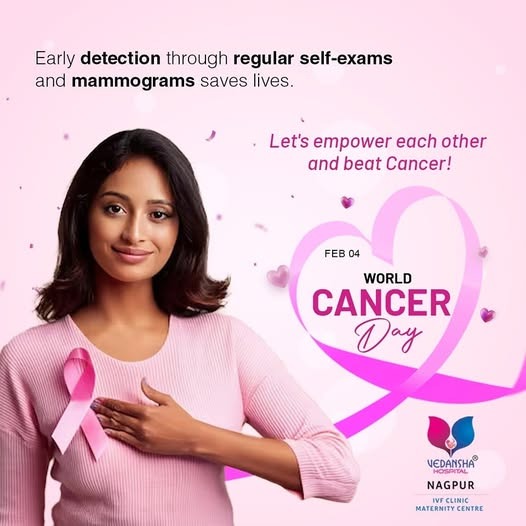 Early detection through regular self-exams
and mammograms saves lives.
Let's empower each other
and beat Cancer!
FEB 04
WORLD
CANCER
Day
VEDANSHA®
HOSPITAL
NAGPUR
IVF CLINIC
MATERNITY CENTRE